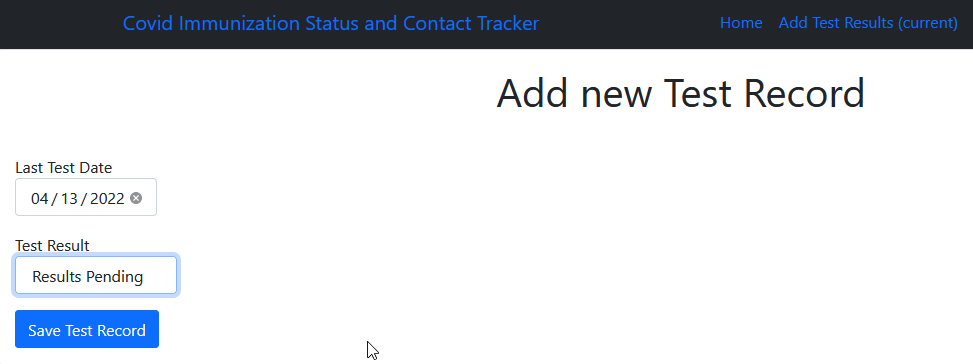 Covid Immunization Status and Contact Tracker Home Add Test Results (current)
Add new Test Record
Last Test Date
04 / 13 / 2022
Test Result
Results Pending
Save Test Record